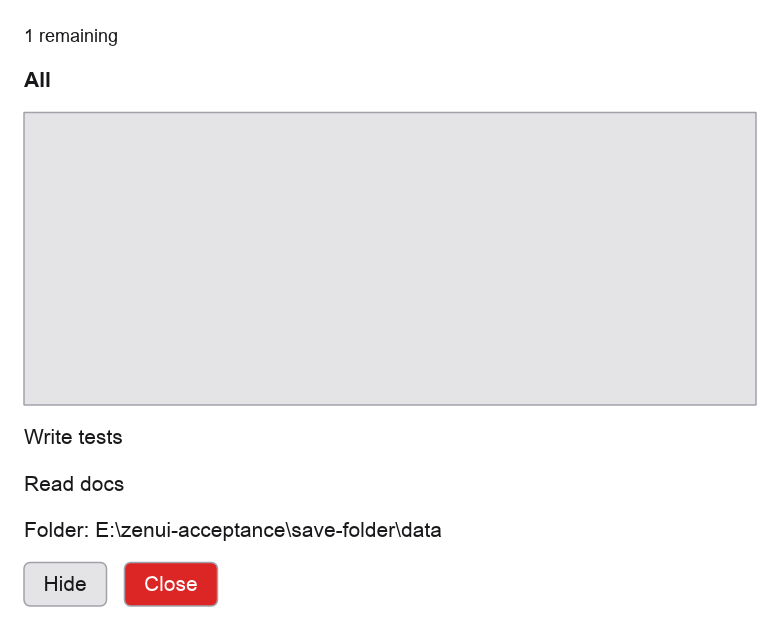 1 remaining
All
Write tests
Read docs
Folder: E:\zenui-acceptance\save-folder\data
Hide
Close